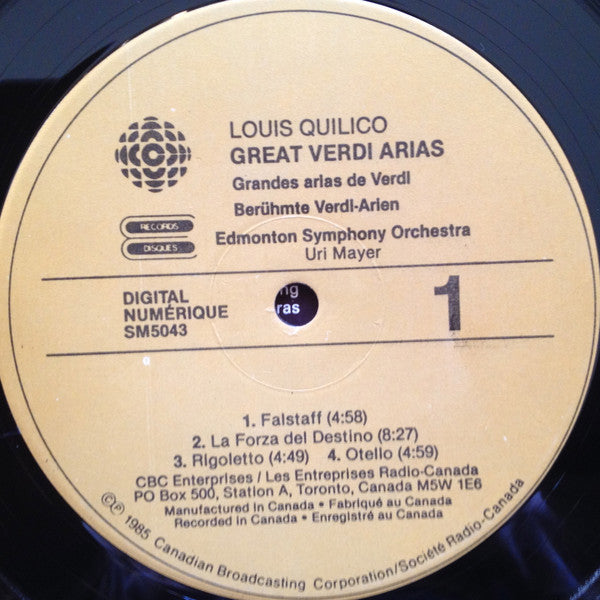 LOUIS QUILICO
GREAT VERDI ARIAS
Grandes arias de Verdi
Berühmte Verdi-Arien
RECORDS
DISQUES
Edmonton Symphony Orchestra
Uri Mayer
DIGITAL
NUMÉRIQUE
SM5043
ng
ras
1
1. Falstaff (4:58)
2. La Forza del Destino (8:27)
3. Rigoletto (4:49) 4. Otello (4:59)
CBC Enterprises / Les Entreprises Radio-Canada
PO Box 500, Station A, Toronto, Canada M5W 1E6
Manufactured in Canada • Fabriqué au Canada
Recorded in Canada • Enregistré au Canada
©℗ 1985 Canadian Broadcasting Corporation/Société Radio-Canada